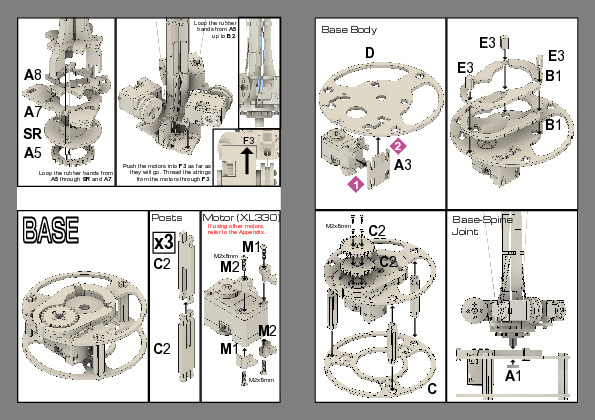 A8
A7
SR
A5
Loop the rubber bands from
A5 through SR and A7.
Loop the rubber
bands from A5
up to B2.
Push the motors into F3 as far as
they will go. Thread the strings
from the motors through F3.
F3
BASE
Posts
x3
C2
C2
Motor (XL330)
If using other motors,
refer to the Appendix.
M1
M2
M2x8mm
M2
M1
M2x8mm
Base Body
D
2
A3
1
E3
E3
E3
B1
B1
M2x8mm
C2
C2
C
Base-Spine
Joint
A1